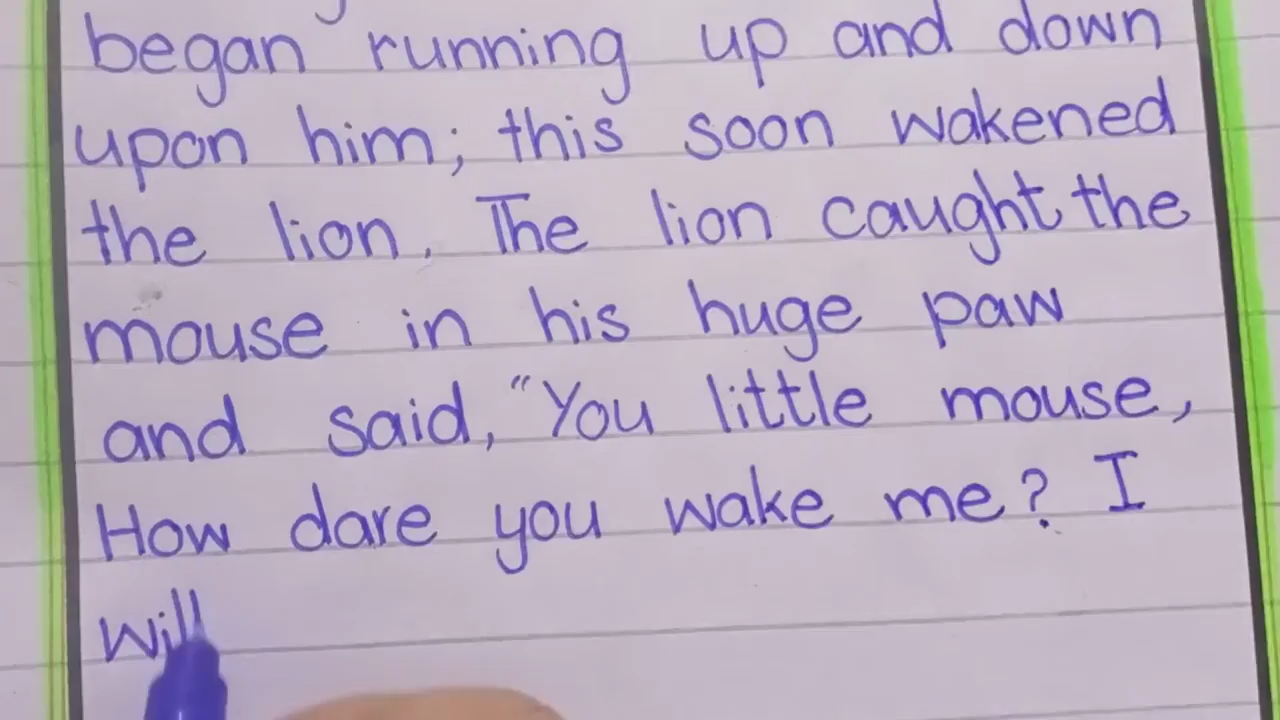 began running up and down
upon him; this soon wakened
the lion. The lion caught the
mouse in his huge paw
and said, "You little mouse,
How dare you wake me? I
will